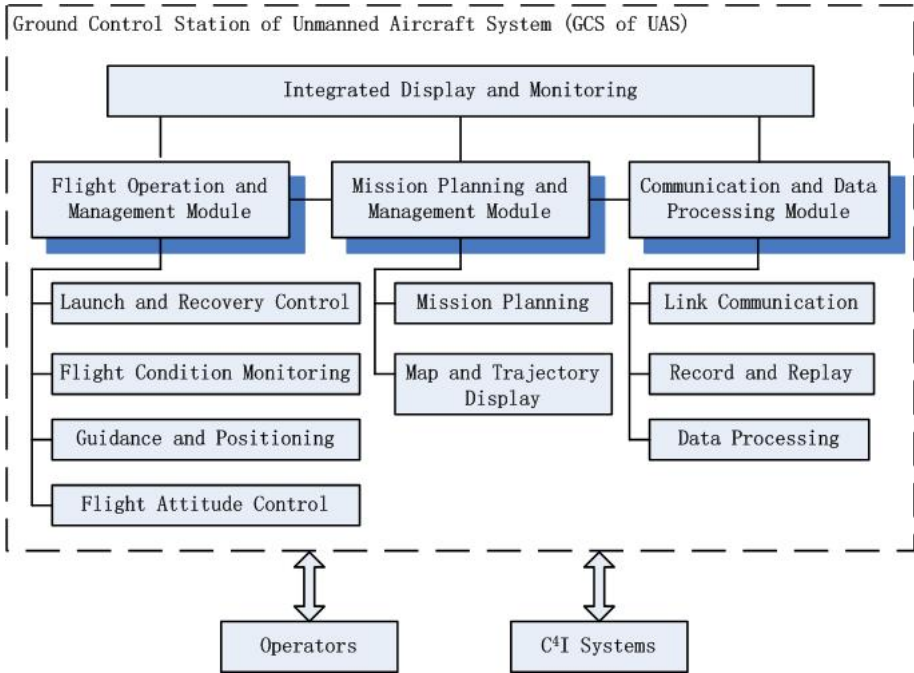 Ground Control Station of Unmanned Aircraft System (GCS of UAS)
Integrated Display and Monitoring
Flight Operation and
Management Module
Mission Planning and
Management Module
Communication and Data
Processing Module
Launch and Recovery Control
Flight Condition Monitoring
Guidance and Positioning
Flight Attitude Control
Mission Planning
Map and Trajectory
Display
Link Communication
Record and Replay
Data Processing
Operators
C⁴I Systems